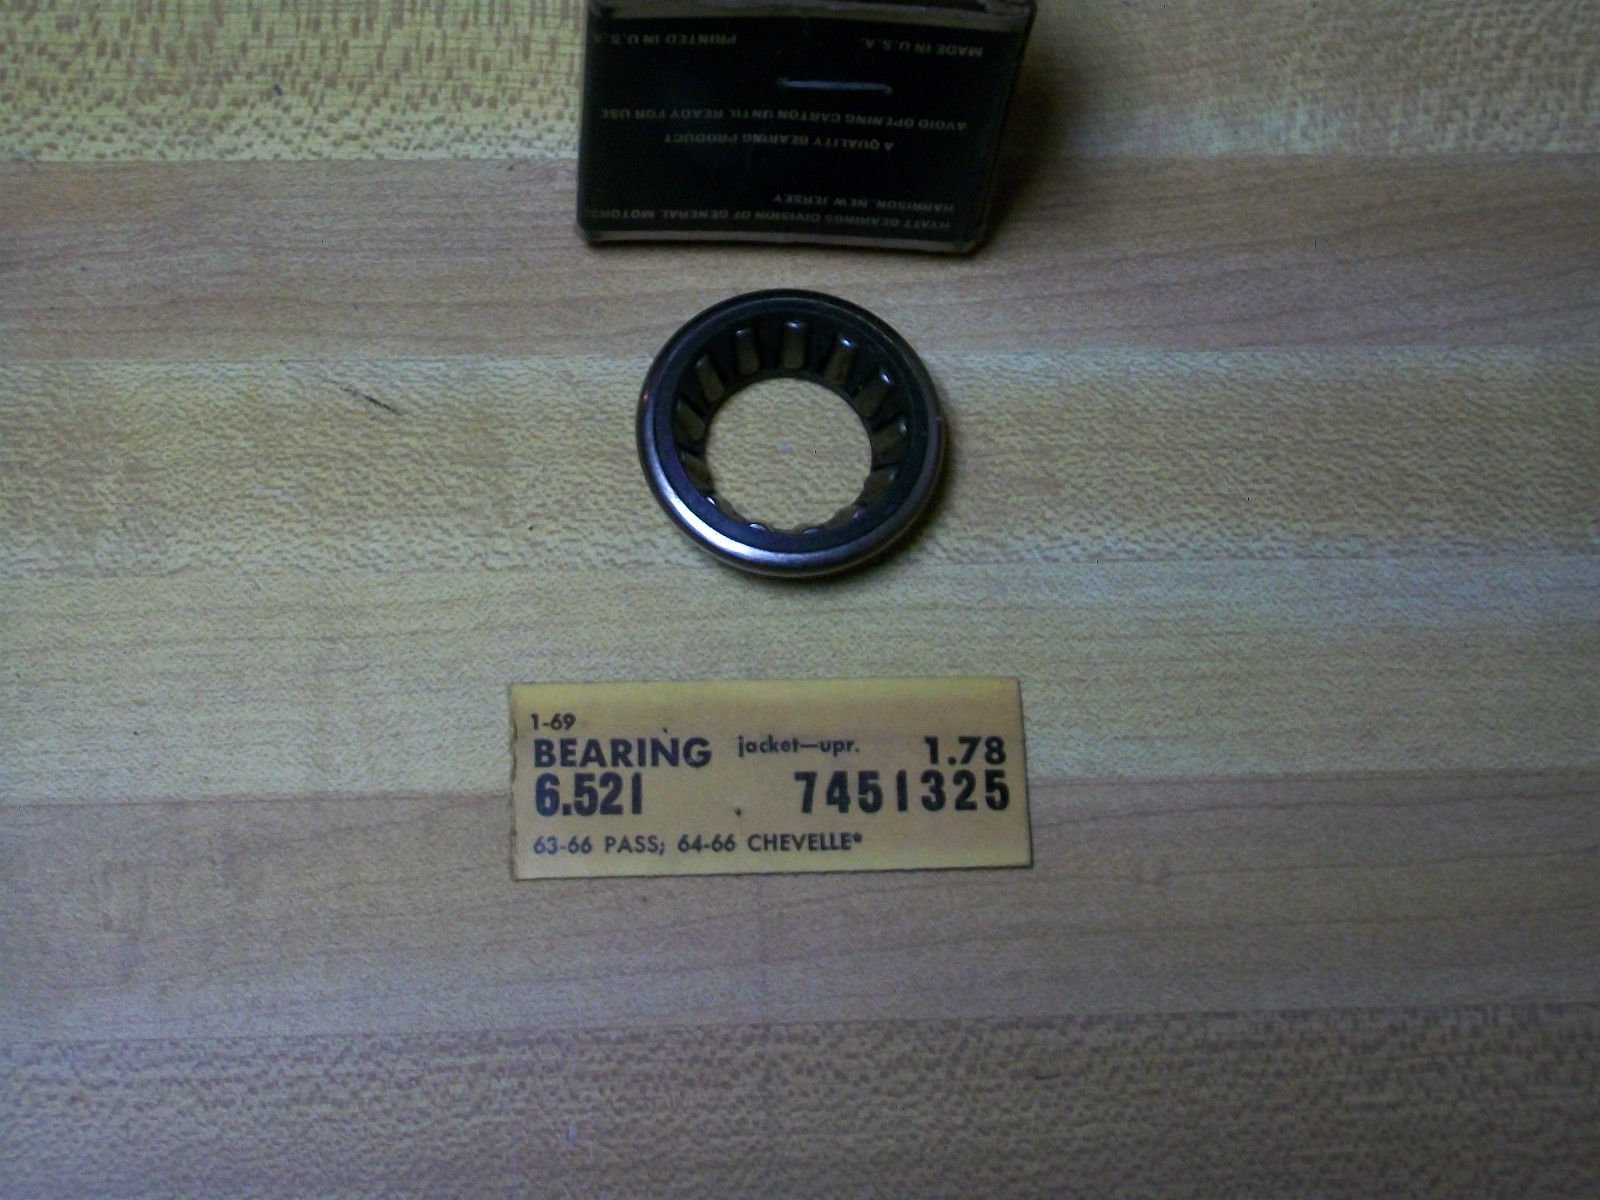 HYATT BEARINGS DIVISION OF GENERAL MOTORS
HARRISON, NEW JERSEY
A QUALITY BEARING PRODUCT
AVOID OPENING CARTON UNTIL READY FOR USE
MADE IN U.S.A. PRINTED IN U.S.A.
1-69
BEARING jacket—upr. 1.78
6.521 7451325
63-66 PASS; 64-66 CHEVELLE*